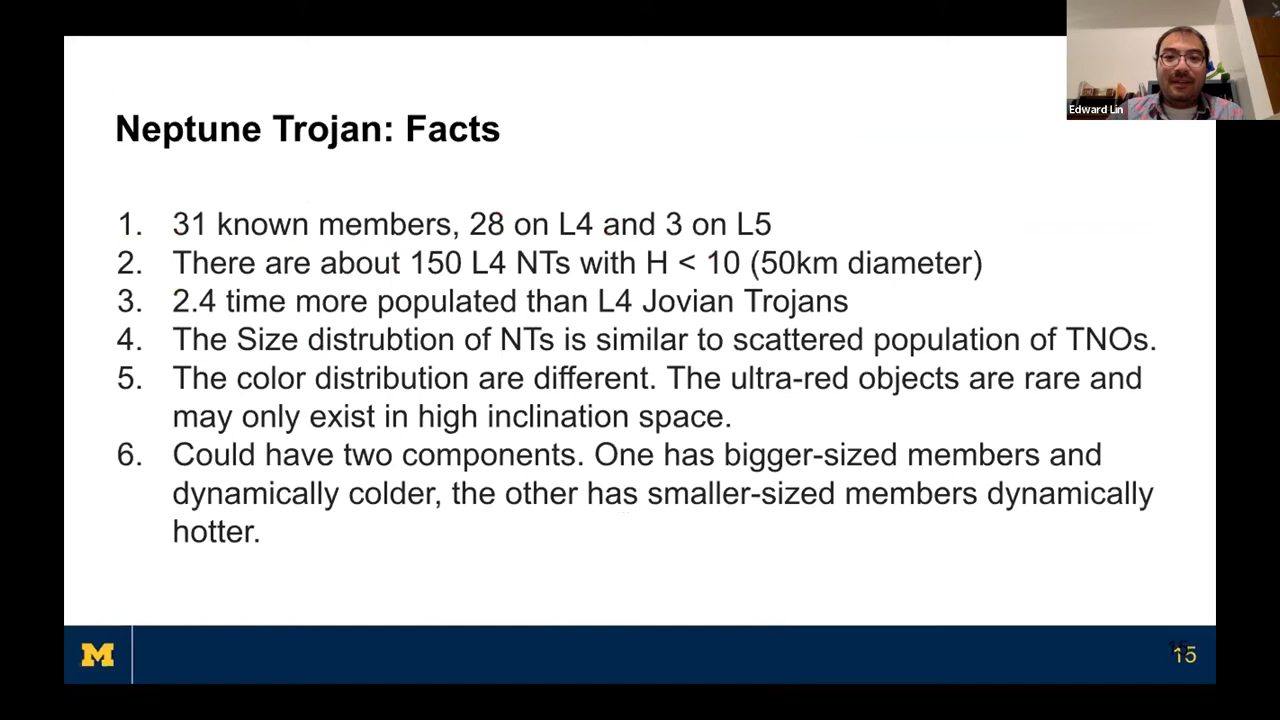 Edward Lin
Neptune Trojan: Facts
1. 31 known members, 28 on L4 and 3 on L5
2. There are about 150 L4 NTs with H < 10 (50km diameter)
3. 2.4 time more populated than L4 Jovian Trojans
4. The Size distrubtion of NTs is similar to scattered population of TNOs.
5. The color distribution are different. The ultra-red objects are rare and
may only exist in high inclination space.
6. Could have two components. One has bigger-sized members and
dynamically colder, the other has smaller-sized members dynamically
hotter.
M
15